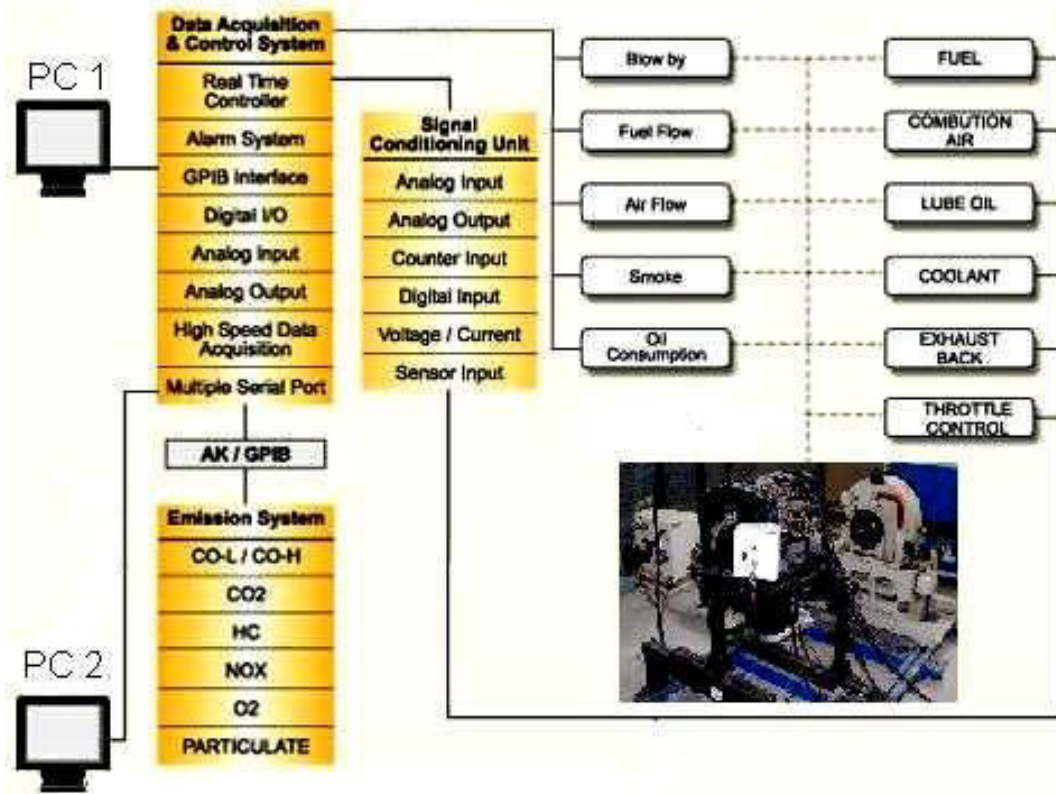 PC 1
Data Acquisition
& Control System
Real Time
Controller
Alarm System
GPIB Interface
Digital I/O
Analog Input
Analog Output
High Speed Data
Acquisition
Multiple Serial Port
AK / GPIB
Emission System
CO-L / CO-H
CO2
HC
NOX
O2
PARTICULATE
PC 2
Signal
Conditioning Unit
Analog Input
Analog Output
Counter Input
Digital Input
Voltage / Current
Sensor Input
Blow by
Fuel Flow
Air Flow
Smoke
Oil
Consumption
FUEL
COMBUTION
AIR
LUBE OIL
COOLANT
EXHAUST
BACK
THROTTLE
CONTROL